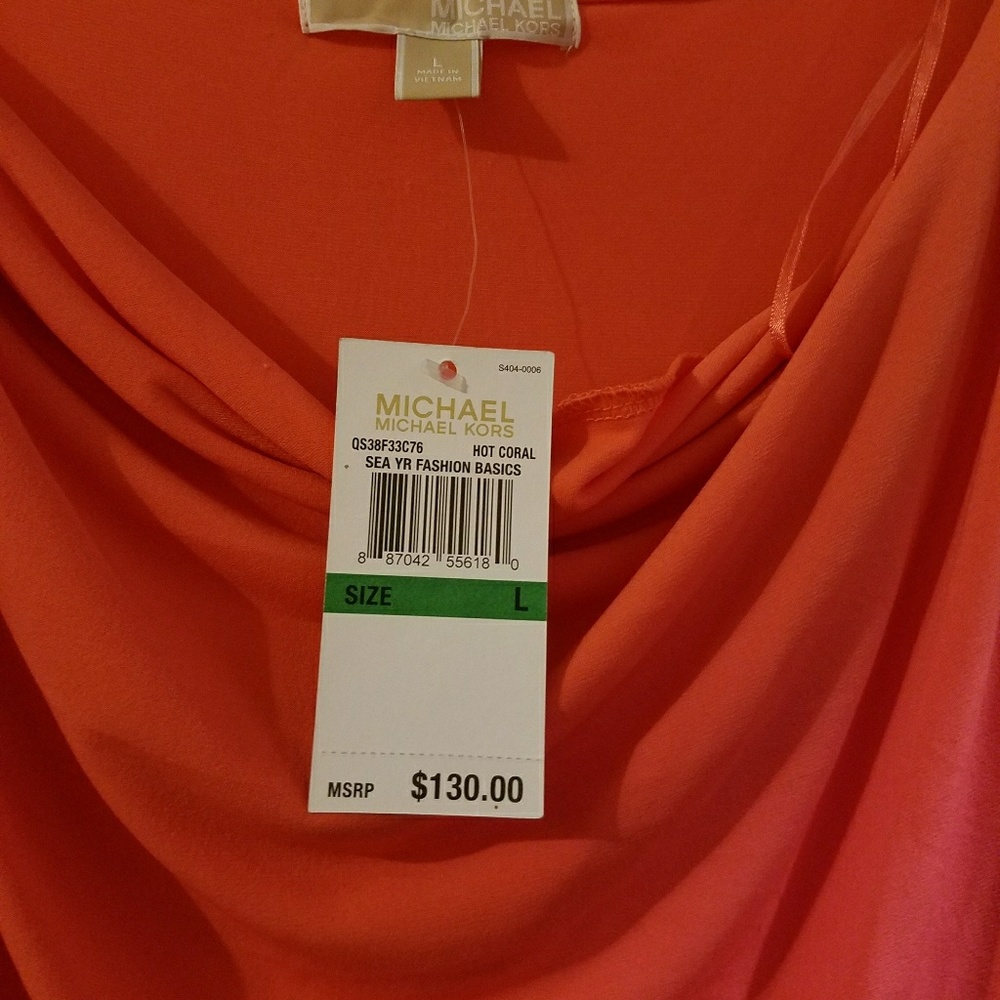 MICHAEL
MICHAEL KORS
L
MADE IN
VIETNAM
S404-0006
MICHAEL
MICHAEL KORS
QS38F33C76 HOT CORAL
SEA YR FASHION BASICS
8 87042 55618 0
SIZE L
MSRP $130.00